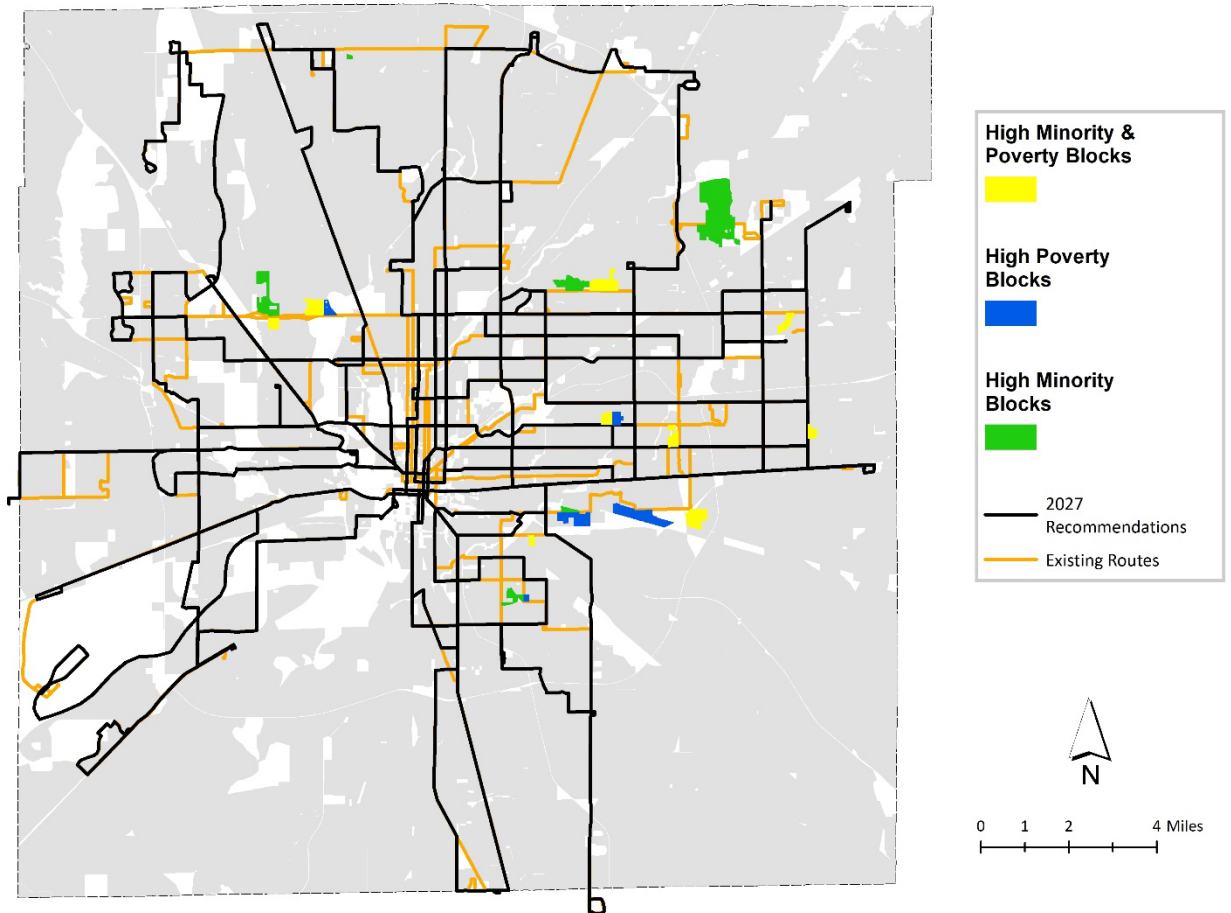 High Minority &
Poverty Blocks
High Poverty
Blocks
High Minority
Blocks
2027
Recommendations
Existing Routes
N
0 1 2 4 Miles